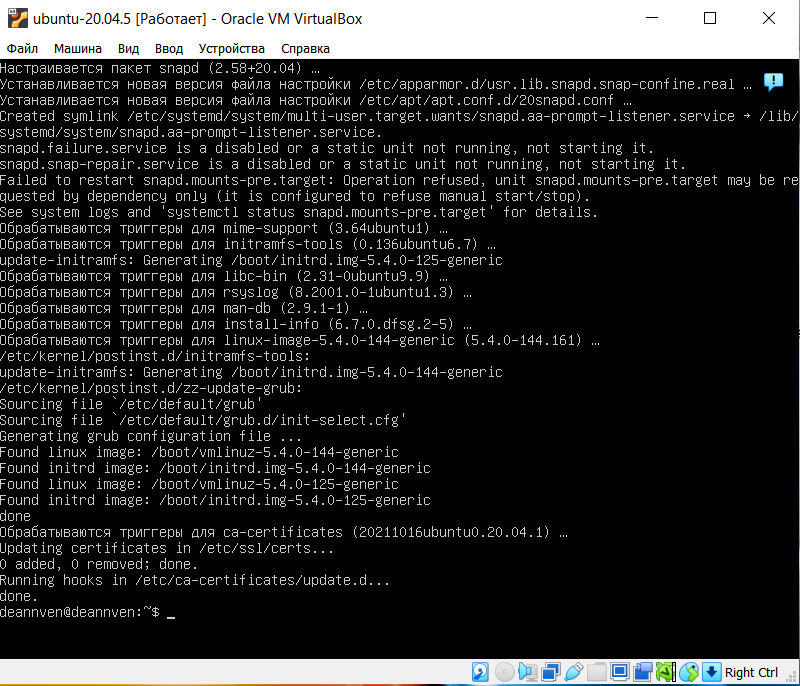 ubuntu-20.04.5 [Работает] - Oracle VM VirtualBox
Файл Машина Вид Ввод Устройства Справка
Настраивается пакет snapd (2.58+20.04) …
Устанавливается новая версия файла настройки /etc/apparmor.d/usr.lib.snapd.snap-confine.real …
Устанавливается новая версия файла настройки /etc/apt/apt.conf.d/20snapd.conf …
Created symlink /etc/systemd/system/multi-user.target.wants/snapd.aa-prompt-listener.service → /lib/
systemd/system/snapd.aa-prompt-listener.service.
snapd.failure.service is a disabled or a static unit not running, not starting it.
snapd.snap-repair.service is a disabled or a static unit not running, not starting it.
Failed to restart snapd.mounts-pre.target: Operation refused, unit snapd.mounts-pre.target may be re
quested by dependency only (it is configured to refuse manual start/stop).
See system logs and 'systemctl status snapd.mounts-pre.target' for details.
Обрабатываются триггеры для mime-support (3.64ubuntu1) …
Обрабатываются триггеры для initramfs-tools (0.136ubuntu6.7) …
update-initramfs: Generating /boot/initrd.img-5.4.0-125-generic
Обрабатываются триггеры для libc-bin (2.31-0ubuntu9.9) …
Обрабатываются триггеры для rsyslog (8.2001.0-1ubuntu1.3) …
Обрабатываются триггеры для man-db (2.9.1-1) …
Обрабатываются триггеры для install-info (6.7.0.dfsg.2-5) …
Обрабатываются триггеры для linux-image-5.4.0-144-generic (5.4.0-144.161) …
/etc/kernel/postinst.d/initramfs-tools:
update-initramfs: Generating /boot/initrd.img-5.4.0-144-generic
/etc/kernel/postinst.d/zz-update-grub:
Sourcing file `/etc/default/grub'
Sourcing file `/etc/default/grub.d/init-select.cfg'
Generating grub configuration file ...
Found linux image: /boot/vmlinuz-5.4.0-144-generic
Found initrd image: /boot/initrd.img-5.4.0-144-generic
Found linux image: /boot/vmlinuz-5.4.0-125-generic
Found initrd image: /boot/initrd.img-5.4.0-125-generic
done
Обрабатываются триггеры для ca-certificates (20211016ubuntu0.20.04.1) …
Updating certificates in /etc/ssl/certs...
0 added, 0 removed; done.
Running hooks in /etc/ca-certificates/update.d...
done.
deannven@deannven:~$ _
Right Ctrl